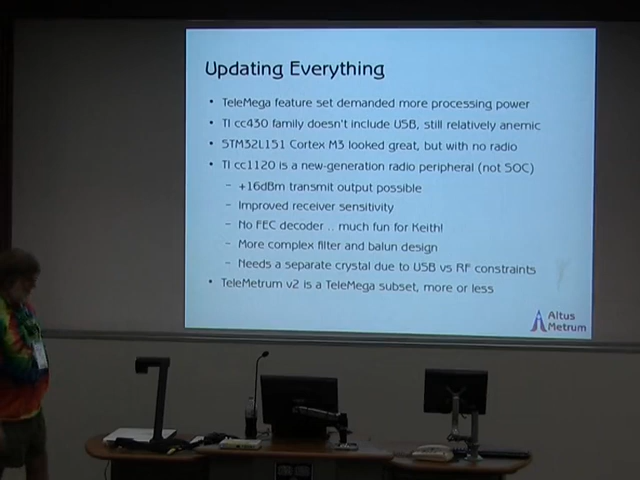 Updating Everything
• TeleMega feature set demanded more processing power
• TI cc430 family doesn't include USB, still relatively anemic
• STM32L151 Cortex M3 looked great, but with no radio
• TI cc1120 is a new-generation radio peripheral (not SOC)
– +16dBm transmit output possible
– Improved receiver sensitivity
– No FEC decoder .. much fun for Keith!
– More complex filter and balun design
– Needs a separate crystal due to USB vs RF constraints
• TeleMetrum v2 is a TeleMega subset, more or less
Altus
Metrum